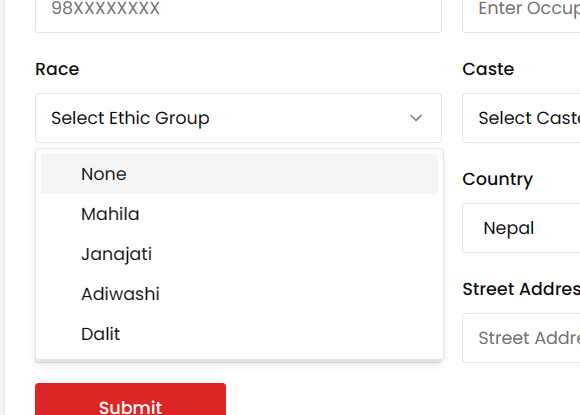 98XXXXXXXX
Enter Occup
Race
Caste
Select Ethic Group
Select Caste
None
Mahila
Country
Janajati
Nepal
Adiwashi
Street Addres
Dalit
Street Addre
Submit